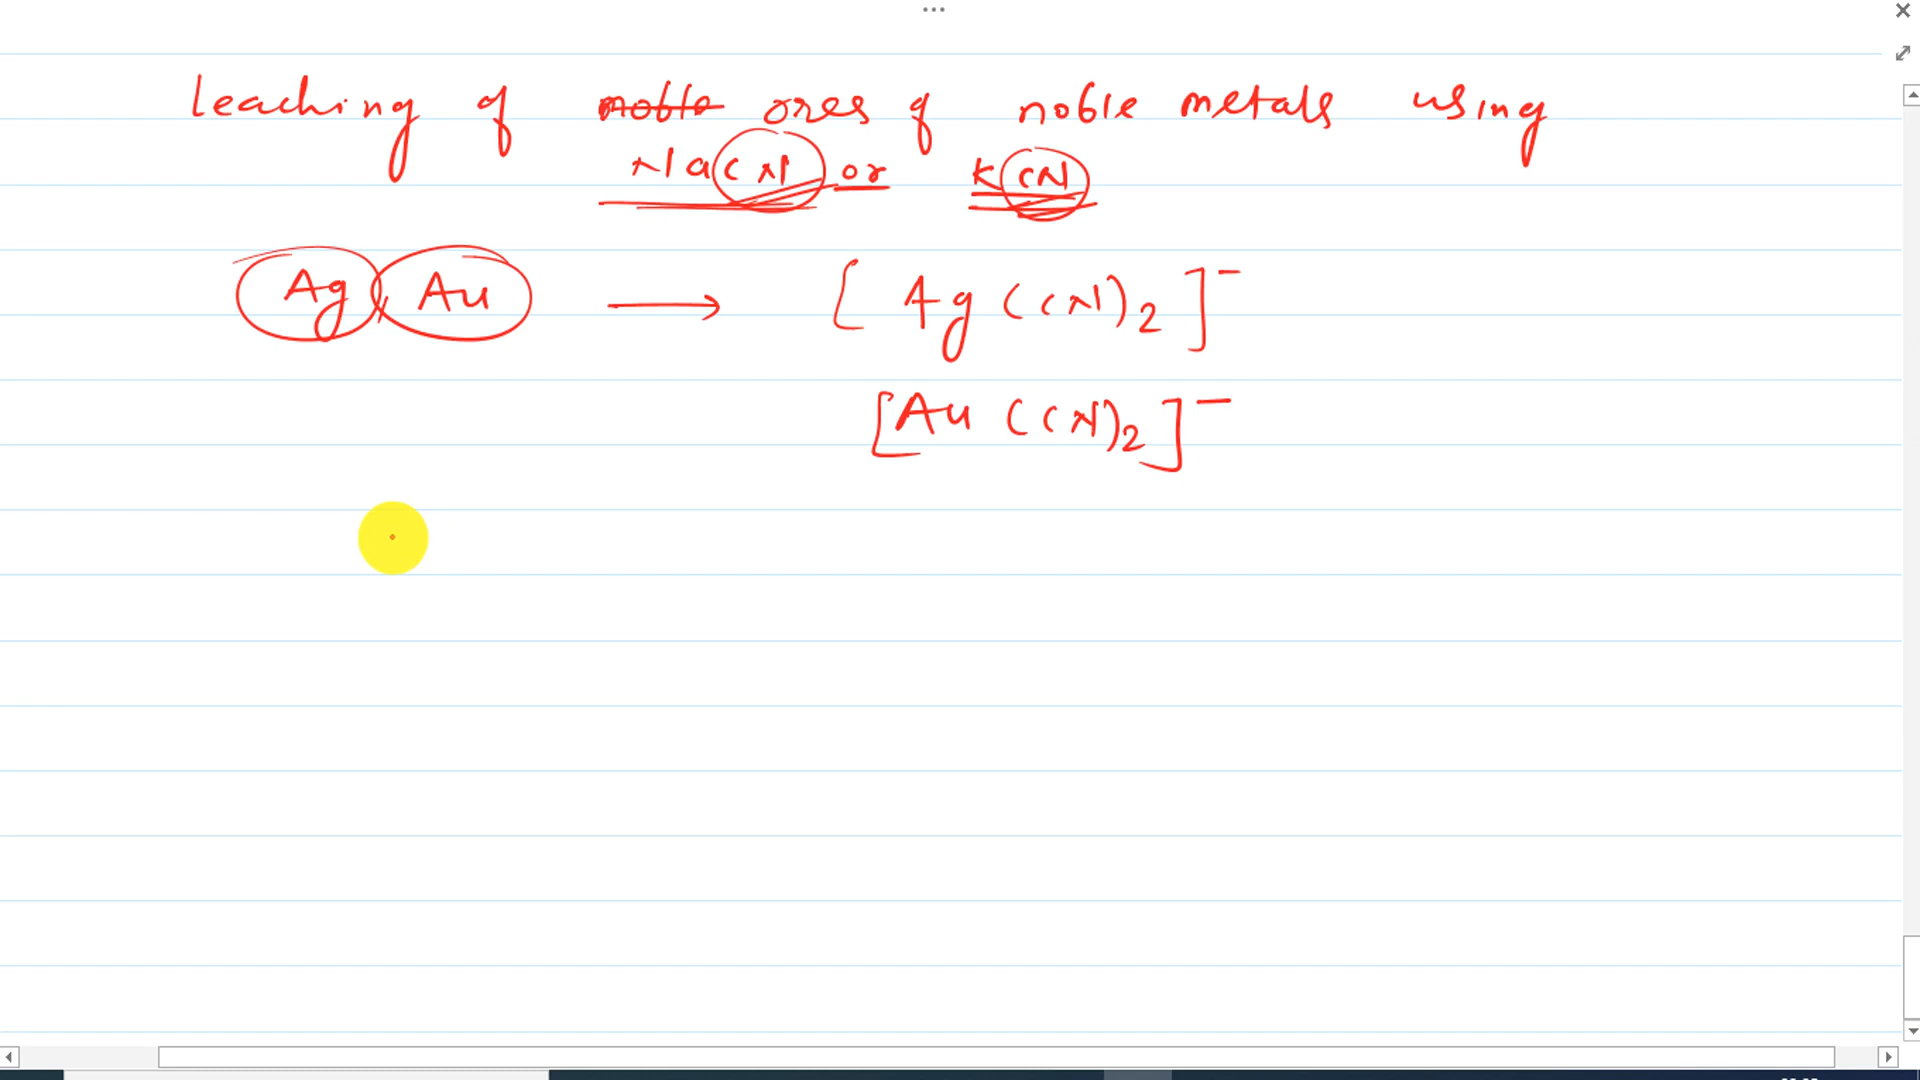 leaching of noble ores of noble metals using
NaCN or KCN
Ag, Au → [Ag(CN)₂]⁻
[Au(CN)₂]⁻